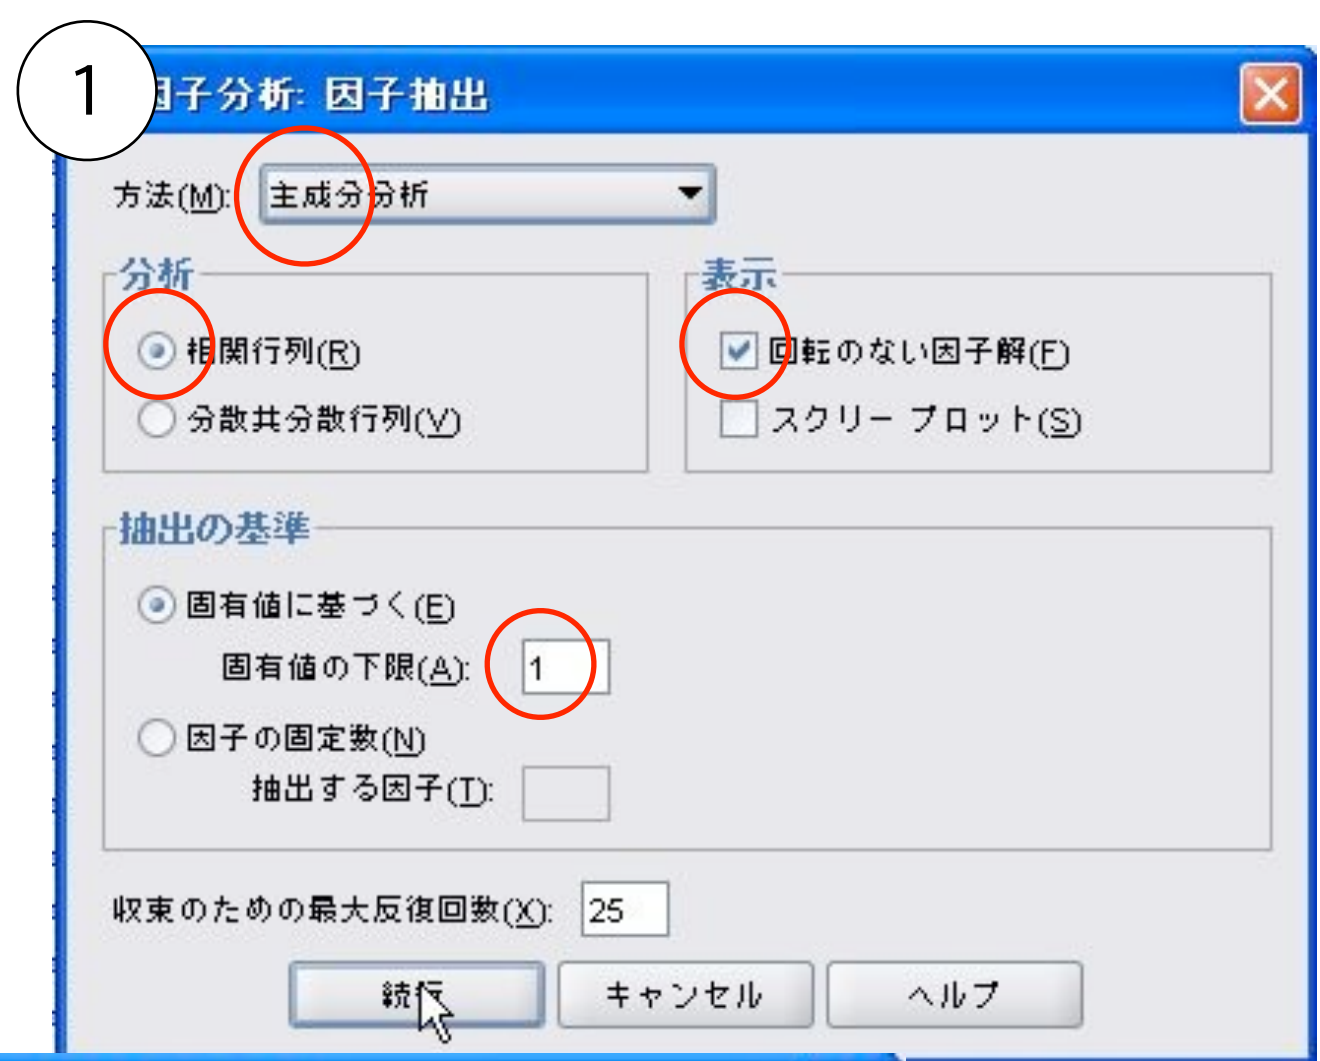 1
因子分析: 因子抽出
方法(M): 主成分分析
分析
相関行列(R)
分散共分散行列(V)
表示
回転のない因子解(F)
スクリー プロット(S)
抽出の基準
固有値に基づく(E)
固有値の下限(A): 1
因子の固定数(N)
抽出する因子(T):
収束のための最大反復回数(X): 25
続行 キャンセル ヘルプ